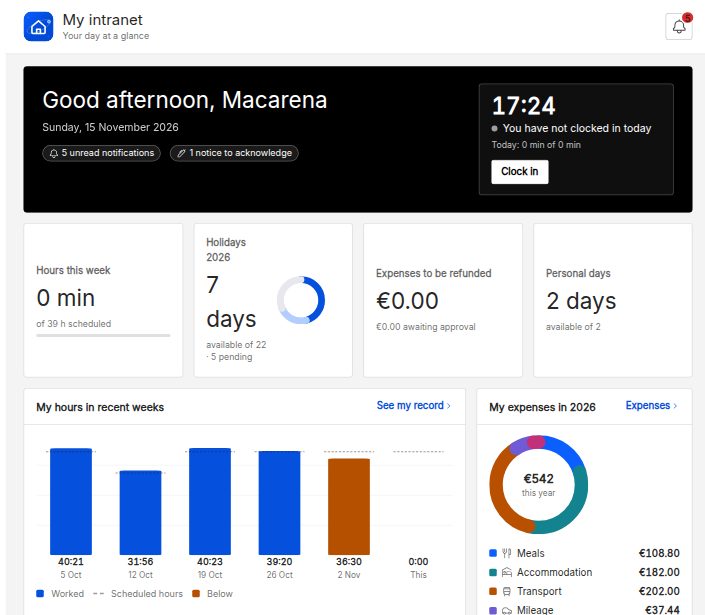 My intranet
Your day at a glance
5
Good afternoon, Macarena
Sunday, 15 November 2026
5 unread notifications
1 notice to acknowledge
17:24
You have not clocked in today
Today: 0 min of 0 min
Clock in
Hours this week
0 min
of 39 h scheduled
Holidays
2026
7
days
available of 22
· 5 pending
Expenses to be refunded
€0.00
€0.00 awaiting approval
Personal days
2 days
available of 2
My hours in recent weeks
See my record ›
40:21 31:56 40:23 39:20 36:30 0:00
5 Oct 12 Oct 19 Oct 26 Oct 2 Nov This
Worked Scheduled hours Below
My expenses in 2026
Expenses ›
€542
this year
Meals €108.80
Accommodation €182.00
Transport €202.00
Mileage €37.44